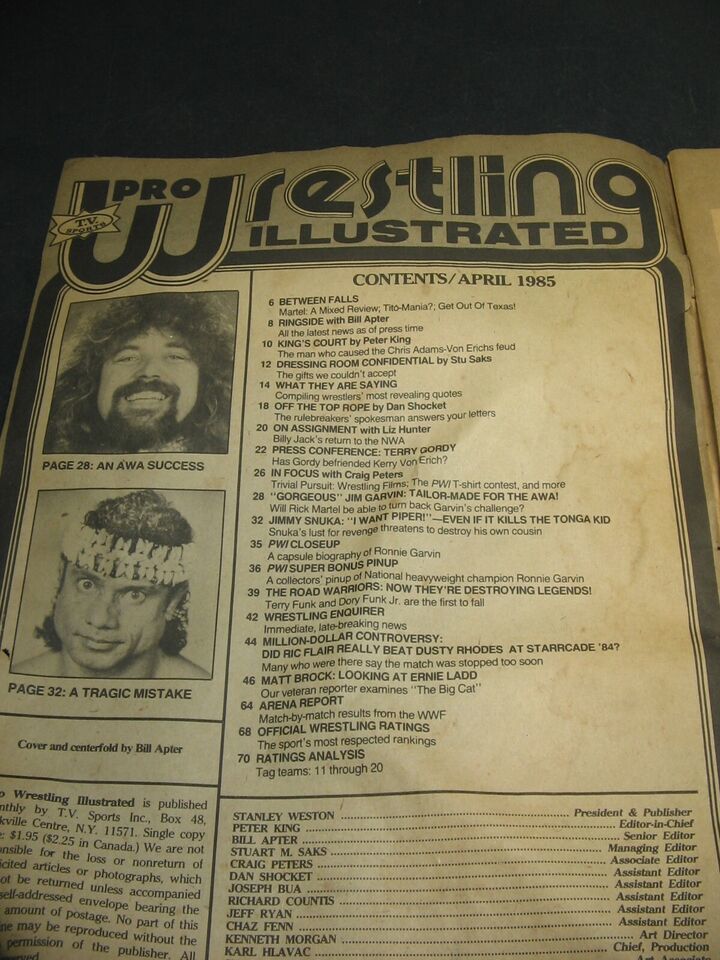 PRO Wrestling
T.V. SPORTS
ILLUSTRATED
CONTENTS/APRIL 1985
6 BETWEEN FALLS
Martel: A Mixed Review; Tito-Mania?; Get Out Of Texas!
8 RINGSIDE with Bill Apter
All the latest news as of press time
10 KING'S COURT by Peter King
The man who caused the Chris Adams-Von Erichs feud
12 DRESSING ROOM CONFIDENTIAL by Stu Saks
The gifts we couldn't accept
14 WHAT THEY ARE SAYING
Compiling wrestlers' most revealing quotes
18 OFF THE TOP ROPE by Dan Shocket
The rulebreakers' spokesman answers your letters
20 ON ASSIGNMENT with Liz Hunter
Billy Jack's return to the NWA
22 PRESS CONFERENCE: TERRY GORDY
Has Gordy befriended Kerry Von Erich?
26 IN FOCUS with Craig Peters
Trivial Pursuit: Wrestling Films; The PWI T-shirt contest, and more
28 "GORGEOUS" JIM GARVIN: TAILOR-MADE FOR THE AWA!
Will Rick Martel be able to turn back Garvin's challenge?
32 JIMMY SNUKA: "I WANT PIPER!"—EVEN IF IT KILLS THE TONGA KID
Snuka's lust for revenge threatens to destroy his own cousin
35 PWI CLOSEUP
A capsule biography of Ronnie Garvin
36 PWI SUPER BONUS PINUP
A collectors' pinup of National heavyweight champion Ronnie Garvin
39 THE ROAD WARRIORS: NOW THEY'RE DESTROYING LEGENDS!
Terry Funk and Dory Funk Jr. are the first to fall
42 WRESTLING ENQUIRER
Immediate, late-breaking news
44 MILLION-DOLLAR CONTROVERSY:
DID RIC FLAIR REALLY BEAT DUSTY RHODES AT STARRCADE '84?
Many who were there say the match was stopped too soon
46 MATT BROCK: LOOKING AT ERNIE LADD
Our veteran reporter examines "The Big Cat"
64 ARENA REPORT
Match-by-match results from the WWF
68 OFFICIAL WRESTLING RATINGS
The sport's most respected rankings
70 RATINGS ANALYSIS
Tag teams: 11 through 20
PAGE 28: AN AWA SUCCESS
PAGE 32: A TRAGIC MISTAKE
Cover and centerfold by Bill Apter
o Wrestling Illustrated is published
nthly by T.V. Sports Inc., Box 48,
kville Centre, N.Y. 11571. Single copy
e: $1.95 ($2.25 in Canada.) We are not
onsible for the loss or nonreturn of
icited articles or photographs, which
ot be returned unless accompanied
self-addressed envelope bearing the
amount of postage. No part of this
ine may be reproduced without the
permission of the publisher. All
erved.
STANLEY WESTON President & Publisher
PETER KING Editor-in-Chief
BILL APTER Senior Editor
STUART M. SAKS Managing Editor
CRAIG PETERS Associate Editor
DAN SHOCKET Assistant Editor
JOSEPH BUA Assistant Editor
RICHARD COUNTIS Assistant Editor
JEFF RYAN Assistant Editor
CHAZ FENN Assistant Editor
KENNETH MORGAN Art Director
KARL HLAVAC Chief, Production
Art Associate